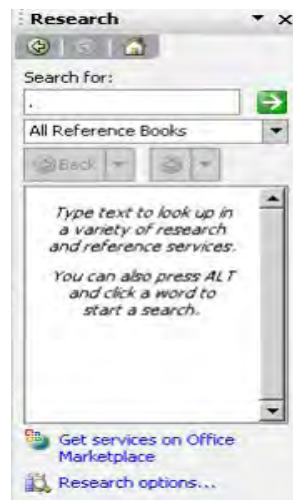 Research
Search for:
.
All Reference Books
Back
Type text to look up in
a variety of research
and reference services.
You can also press ALT
and click a word to
start a search.
Get services on Office
Marketplace
Research options...